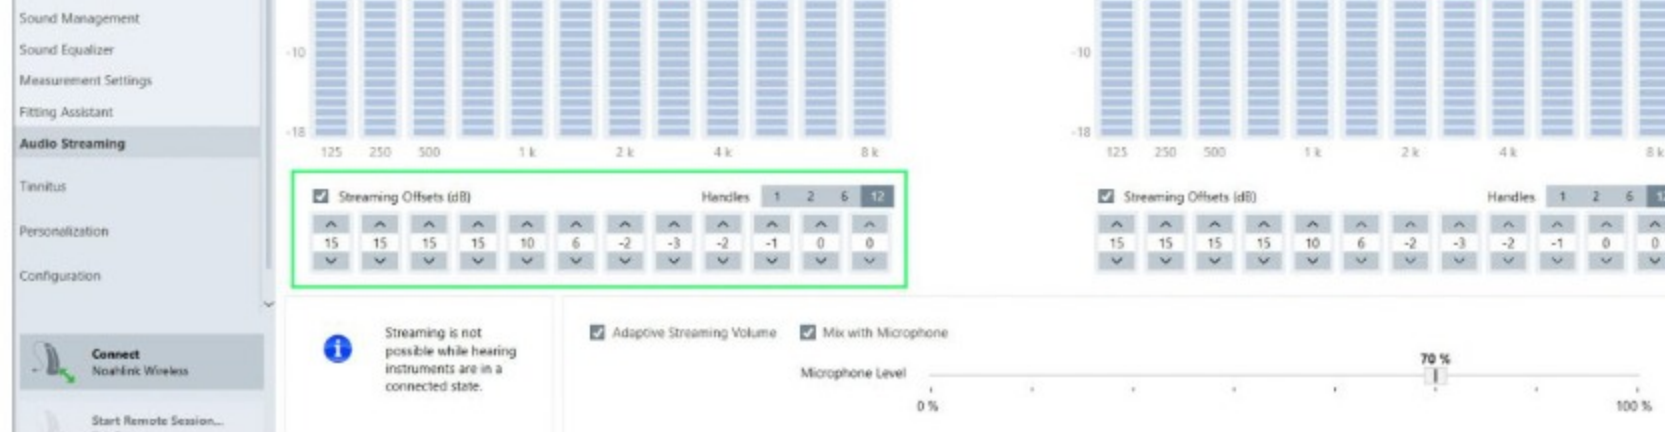 Sound Management
Sound Equalizer
Measurement Settings
Fitting Assistant
Audio Streaming
Tinnitus
Personalization
Configuration
Connect
Noahlink Wireless
Start Remote Session...
-10
-18
125 250 500 1 k 2 k 4 k 8 k
Streaming Offsets (dB) Handles 1 2 6 12
15 15 15 15 10 6 -2 -3 -2 -1 0 0
-10
-18
125 250 500 1 k 2 k 4 k 8 k
Streaming Offsets (dB) Handles 1 2 6
15 15 15 15 10 6 -2 -3 -2 -1 0 0
Streaming is not
possible while hearing
instruments are in a
connected state.
Adaptive Streaming Volume Mix with Microphone
70 %
Microphone Level
0 % 100 %